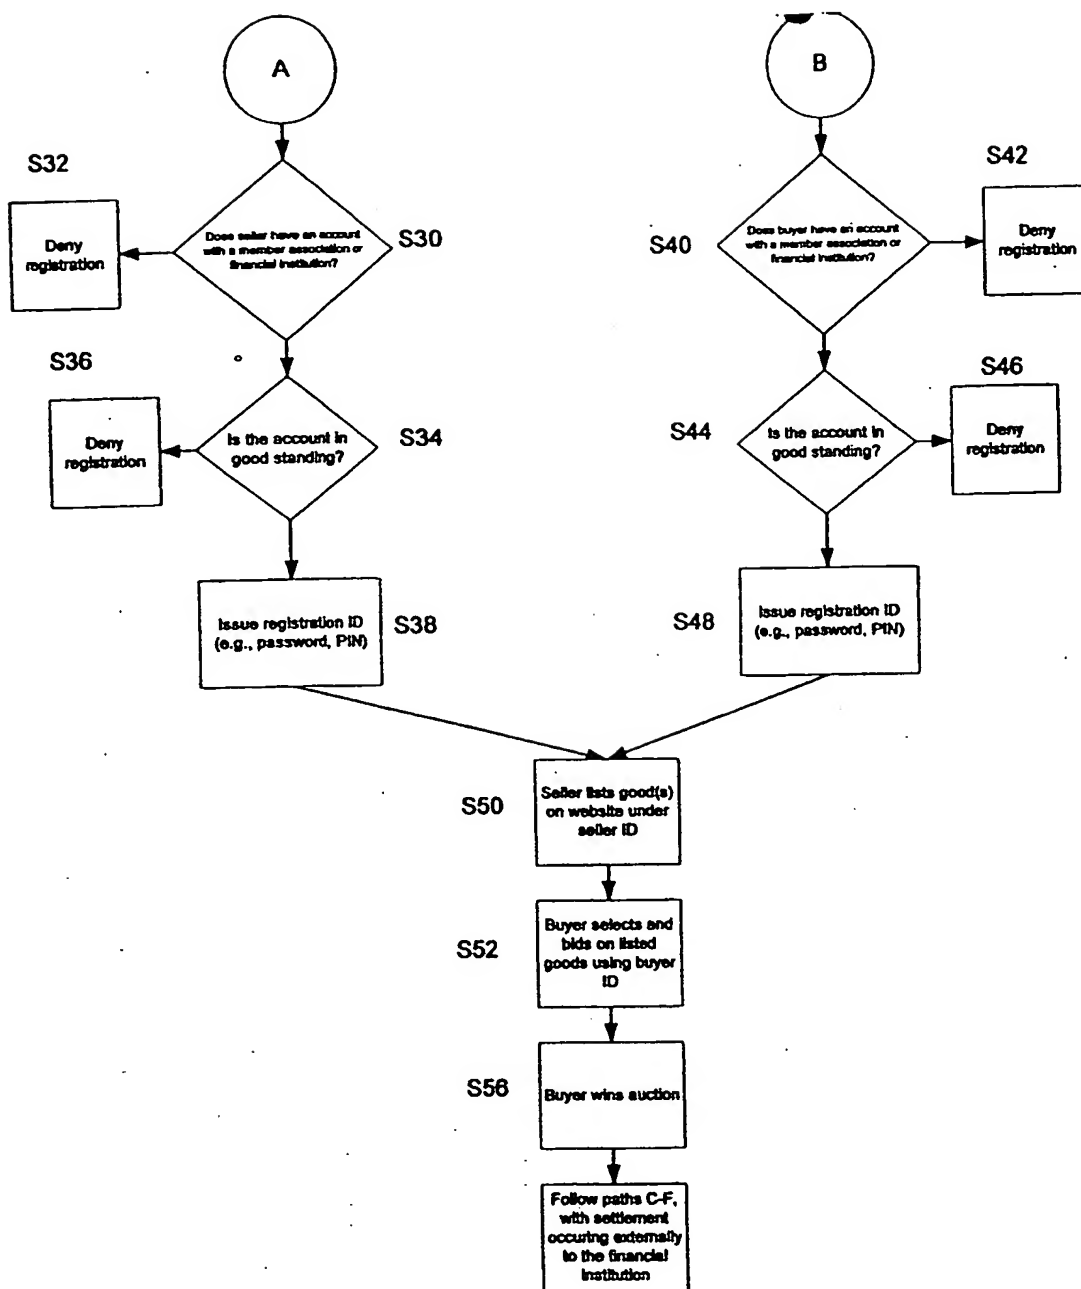 A
B
S32
Deny
registration
Does seller have an account
with a member association or
financial institution?
S30
S40
Does buyer have an account
with a member association or
financial institution?
S42
Deny
registration
S36
Deny
registration
Is the account in
good standing?
S34
S44
Is the account in
good standing?
S46
Deny
registration
Issue registration ID
(e.g., password, PIN)
S38
S48
Issue registration ID
(e.g., password, PIN)
S50
Seller lists good(s)
on website under
seller ID
S52
Buyer selects and
bids on listed
goods using buyer
ID
S56
Buyer wins auction
Follow paths C-F,
with settlement
occuring externally
to the financial
institution